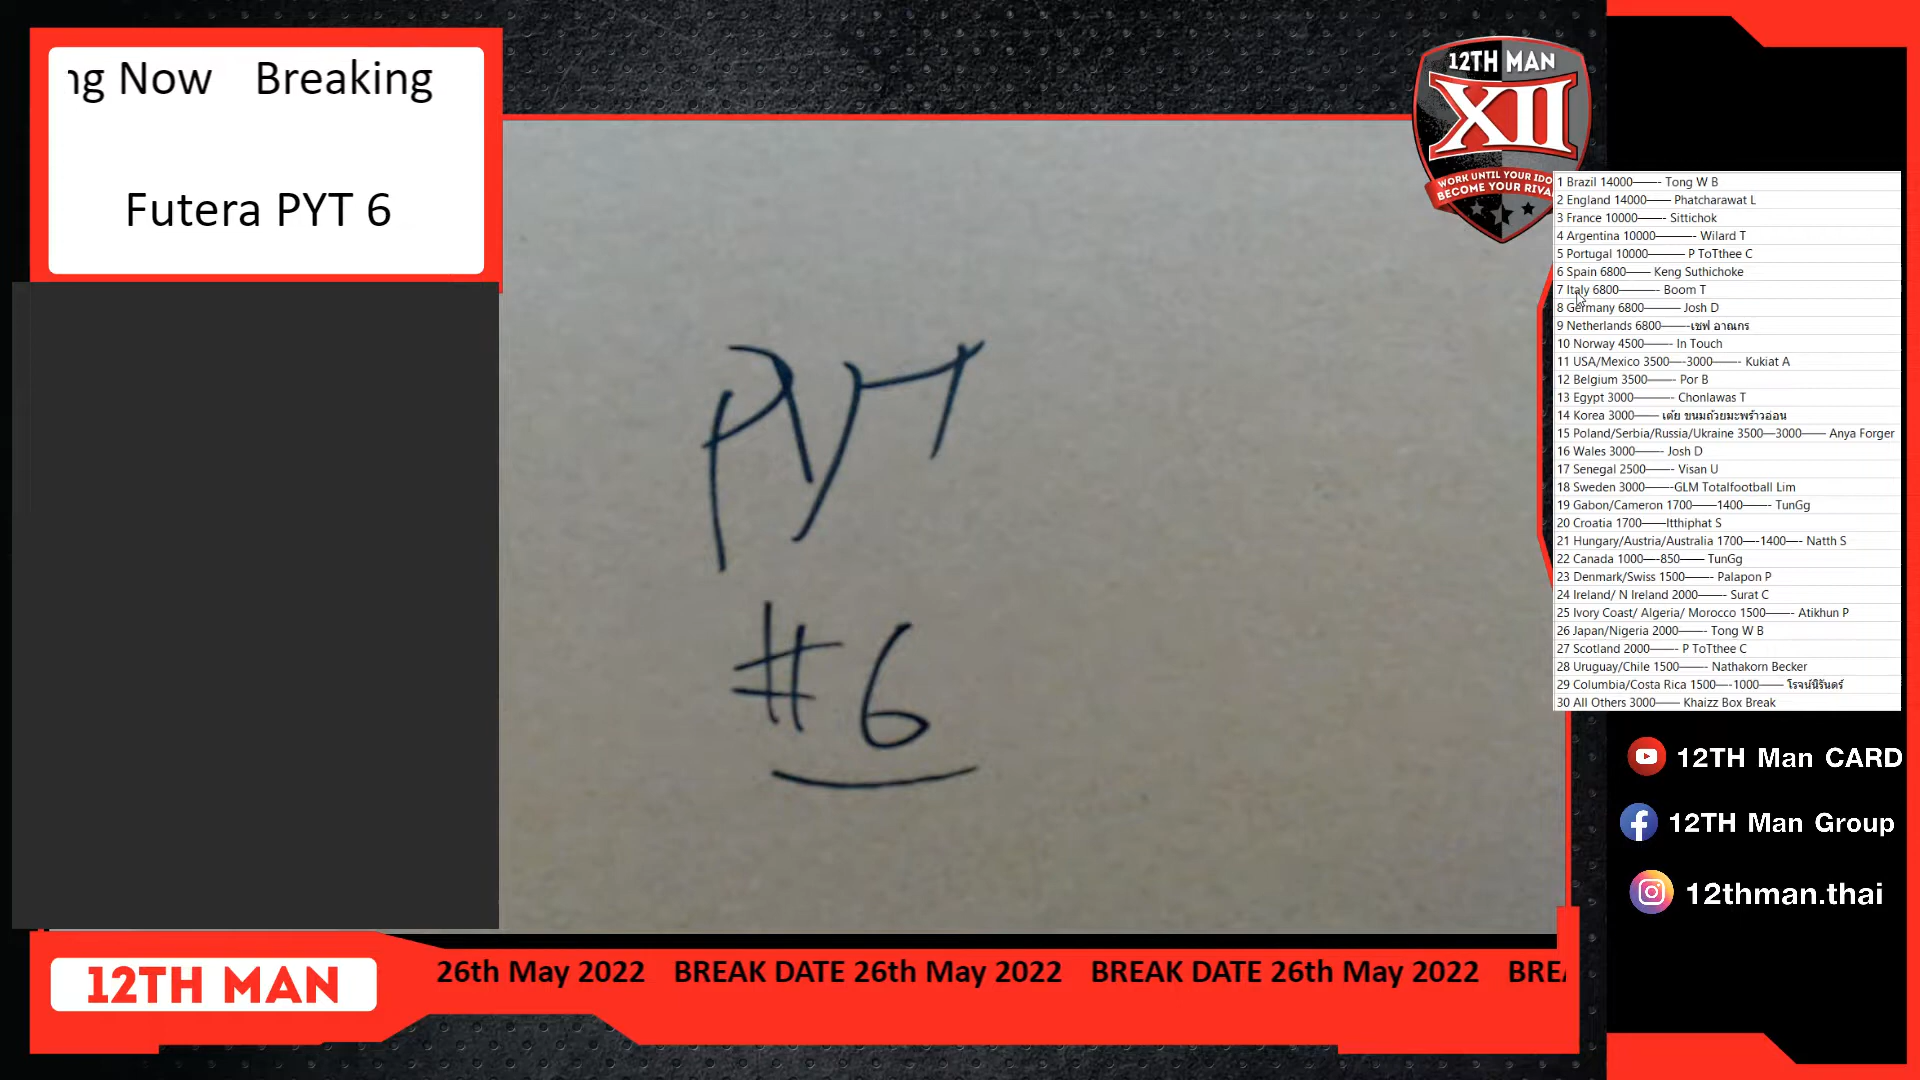 ng Now Breaking
Futera PYT 6
PYT
#6
12TH MAN
XII
WORK UNTIL YOUR IDO
BECOME YOUR RIVA
1 Brazil 14000——- Tong W B
2 England 14000—— Phatcharawat L
3 France 10000——- Sittichok
4 Argentina 10000———- Wilard T
5 Portugal 10000——— P ToTthee C
6 Spain 6800—— Keng Suthichoke
7 Italy 6800———- Boom T
8 Germany 6800——— Josh D
9 Netherlands 6800——-เชฟ อาณกร
10 Norway 4500——- In Touch
11 USA/Mexico 3500—-3000——- Kukiat A
12 Belgium 3500——- Por B
13 Egypt 3000———- Chonlawas T
14 Korea 3000—— เต้ย ขนมถ้วยมะพร้าวอ่อน
15 Poland/Serbia/Russia/Ukraine 3500—3000—— Anya Forger
16 Wales 3000——- Josh D
17 Senegal 2500——- Visan U
18 Sweden 3000——-GLM Totalfootball Lim
19 Gabon/Cameron 1700——1400——- TunGg
20 Croatia 1700——Itthiphat S
21 Hungary/Austria/Australia 1700—-1400—- Natth S
22 Canada 1000—-850—— TunGg
23 Denmark/Swiss 1500——- Palapon P
24 Ireland/ N Ireland 2000——- Surat C
25 Ivory Coast/ Algeria/ Morocco 1500——- Atikhun P
26 Japan/Nigeria 2000——- Tong W B
27 Scotland 2000——- P ToTthee C
28 Uruguay/Chile 1500——- Nathakorn Becker
29 Columbia/Costa Rica 1500—-1000—— โรจน์นิรันดร์
30 All Others 3000—— Khaizz Box Break
12TH Man CARD
12TH Man Group
12thman.thai
12TH MAN
26th May 2022 BREAK DATE 26th May 2022 BREAK DATE 26th May 2022 BREA